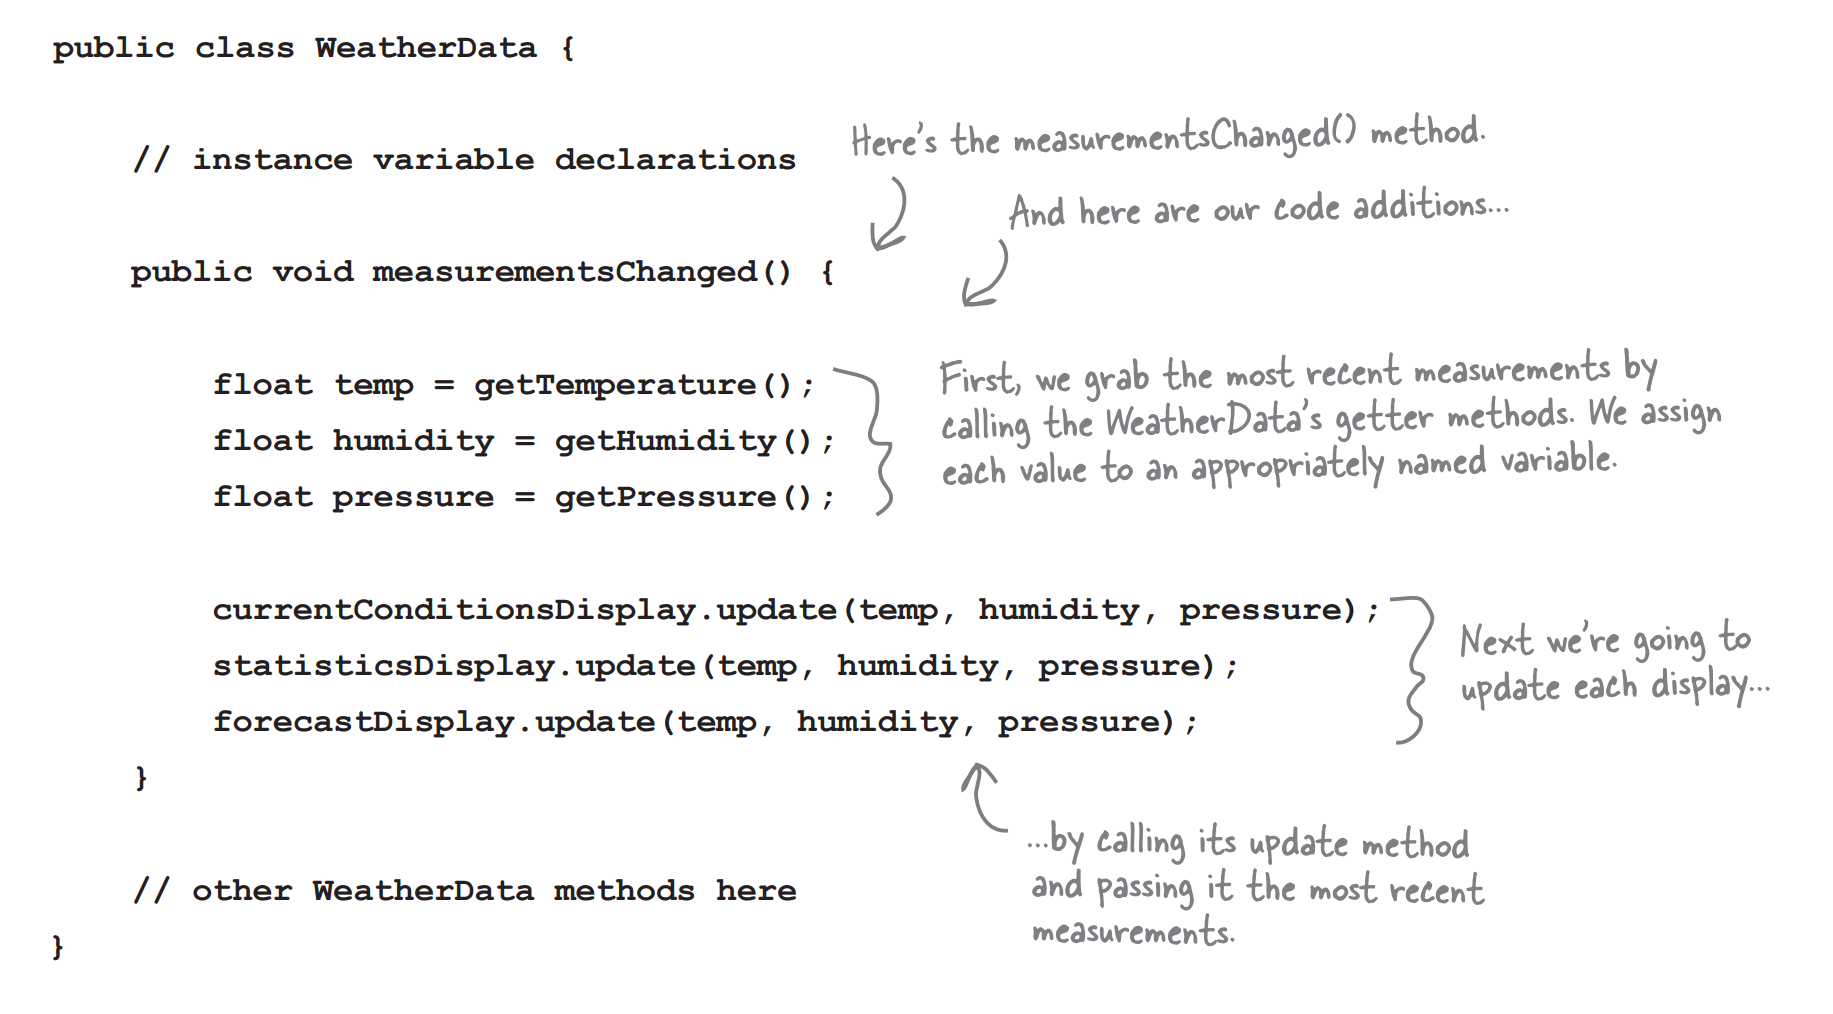 public class WeatherData {
// instance variable declarations
Here's the measurementsChanged() method.
And here are our code additions...
public void measurementsChanged() {
float temp = getTemperature();
float humidity = getHumidity();
float pressure = getPressure();
First, we grab the most recent measurements by
calling the WeatherData's getter methods. We assign
each value to an appropriately named variable.
currentConditionsDisplay.update(temp, humidity, pressure);
statisticsDisplay.update(temp, humidity, pressure);
forecastDisplay.update(temp, humidity, pressure);
Next we're going to
update each display...
}
...by calling its update method
and passing it the most recent
measurements.
// other WeatherData methods here
}